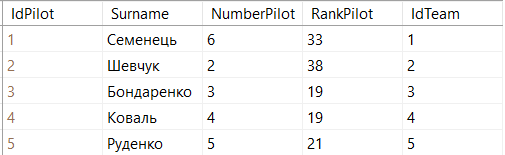 IdPilot Surname NumberPilot RankPilot IdTeam
1 Семенець 6 33 1
2 Шевчук 2 38 2
3 Бондаренко 3 19 3
4 Коваль 4 19 4
5 Руденко 5 21 5